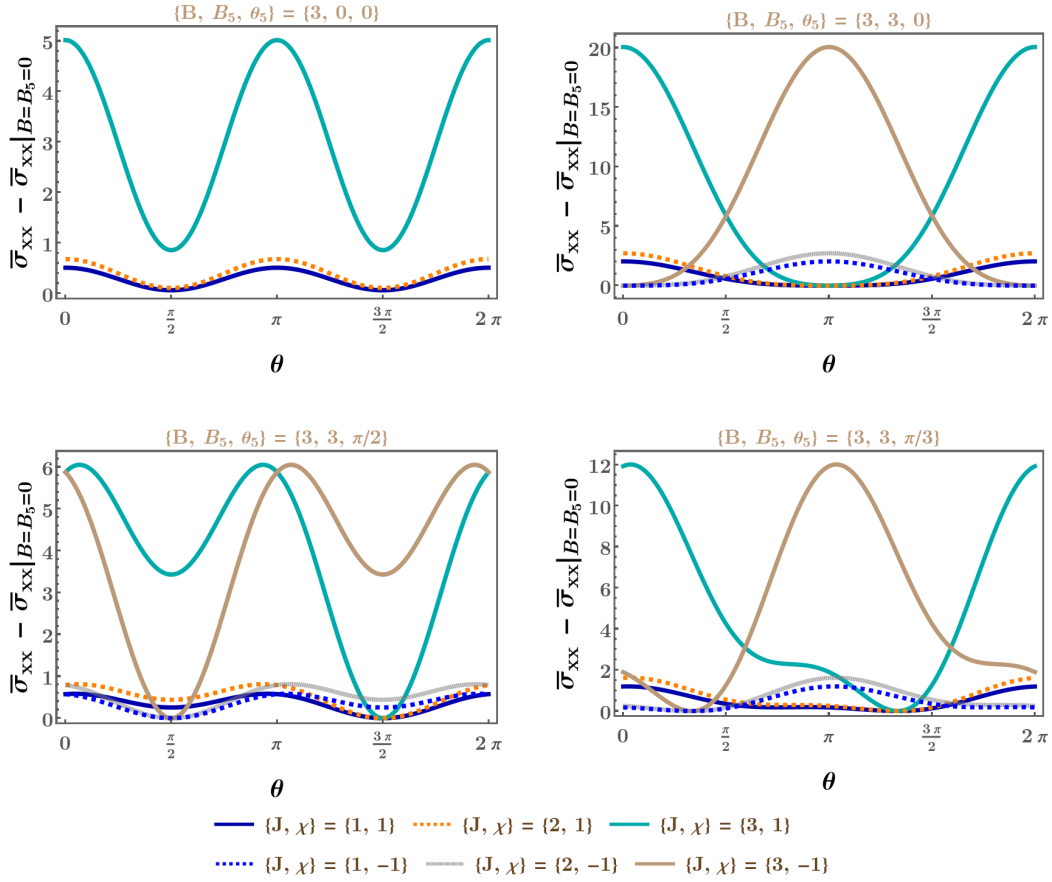 {B, B₅, θ₅} = {3, 0, 0}
σ̅xx − σ̅xx|B=B₅=0
5
4
3
2
1
0
0 π/2 π 3π/2 2π
θ
{B, B₅, θ₅} = {3, 3, 0}
σ̅xx − σ̅xx|B=B₅=0
20
15
10
5
0
0 π/2 π 3π/2 2π
θ
{B, B₅, θ₅} = {3, 3, π/2}
σ̅xx − σ̅xx|B=B₅=0
6
5
4
3
2
1
0
0 π/2 π 3π/2 2π
θ
{B, B₅, θ₅} = {3, 3, π/3}
σ̅xx − σ̅xx|B=B₅=0
12
10
8
6
4
2
0
0 π/2 π 3π/2 2π
θ
{J, χ} = {1, 1} {J, χ} = {2, 1} {J, χ} = {3, 1}
{J, χ} = {1, −1} {J, χ} = {2, −1} {J, χ} = {3, −1}